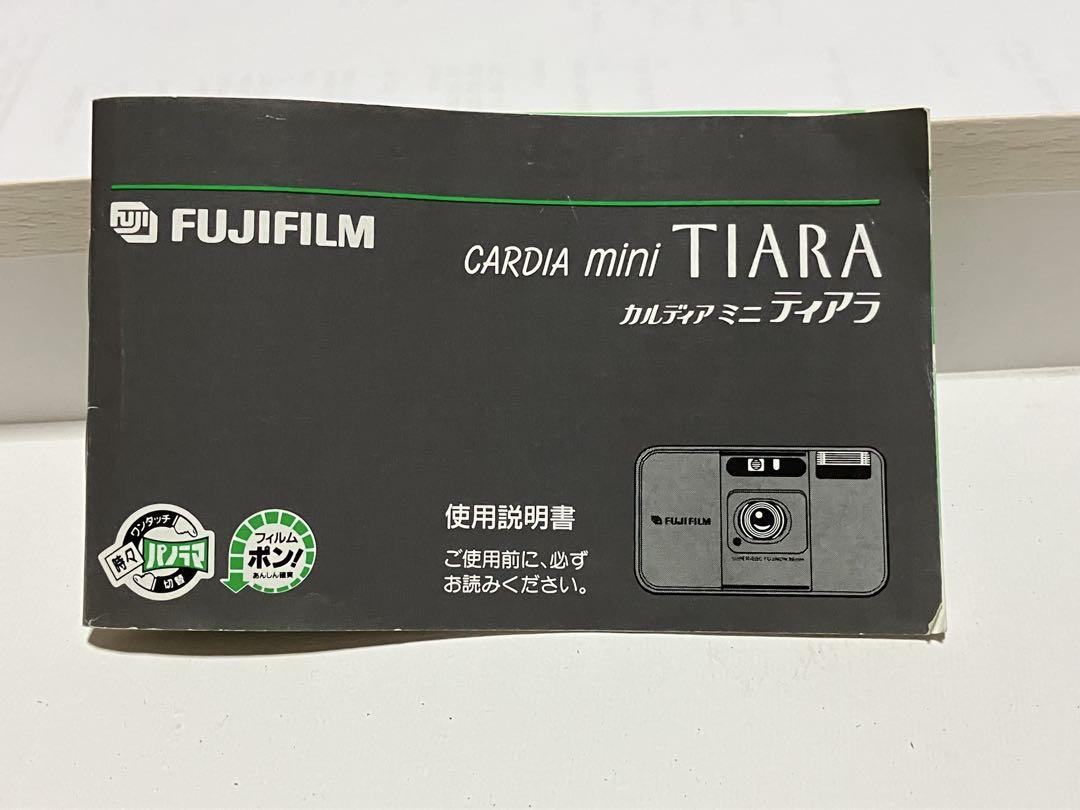 Fuji FUJIFILM
CARDIA mini TIARA
カルディア ミニ ティアラ
使用説明書
ご使用前に、必ず
お読みください。
ワンタッチ
時々
パノラマ
切替
フィルム
ポン!
あんしん装填
FUJI FILM